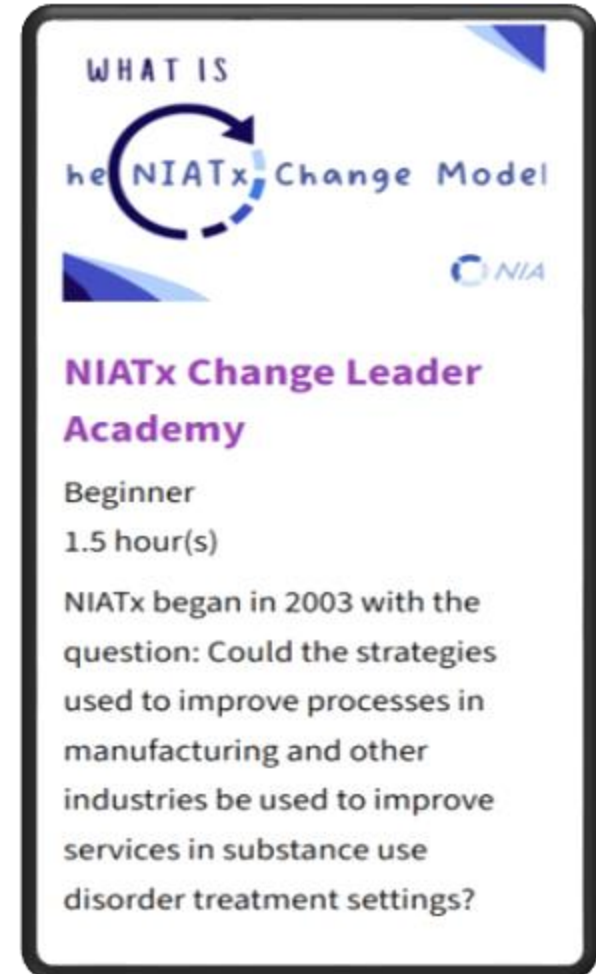 WHAT IS
he NIATx Change Model
NIA
NIATx Change Leader
Academy
Beginner
1.5 hour(s)
NIATx began in 2003 with the
question: Could the strategies
used to improve processes in
manufacturing and other
industries be used to improve
services in substance use
disorder treatment settings?